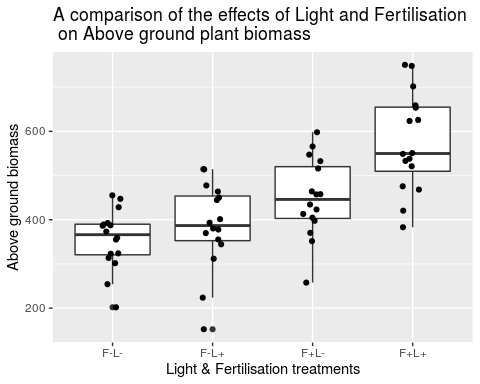 A comparison of the effects of Light and Fertilisation
on Above ground plant biomass
Above ground biomass
600
400
200
F-L-
F-L+
F+L-
F+L+
Light & Fertilisation treatments